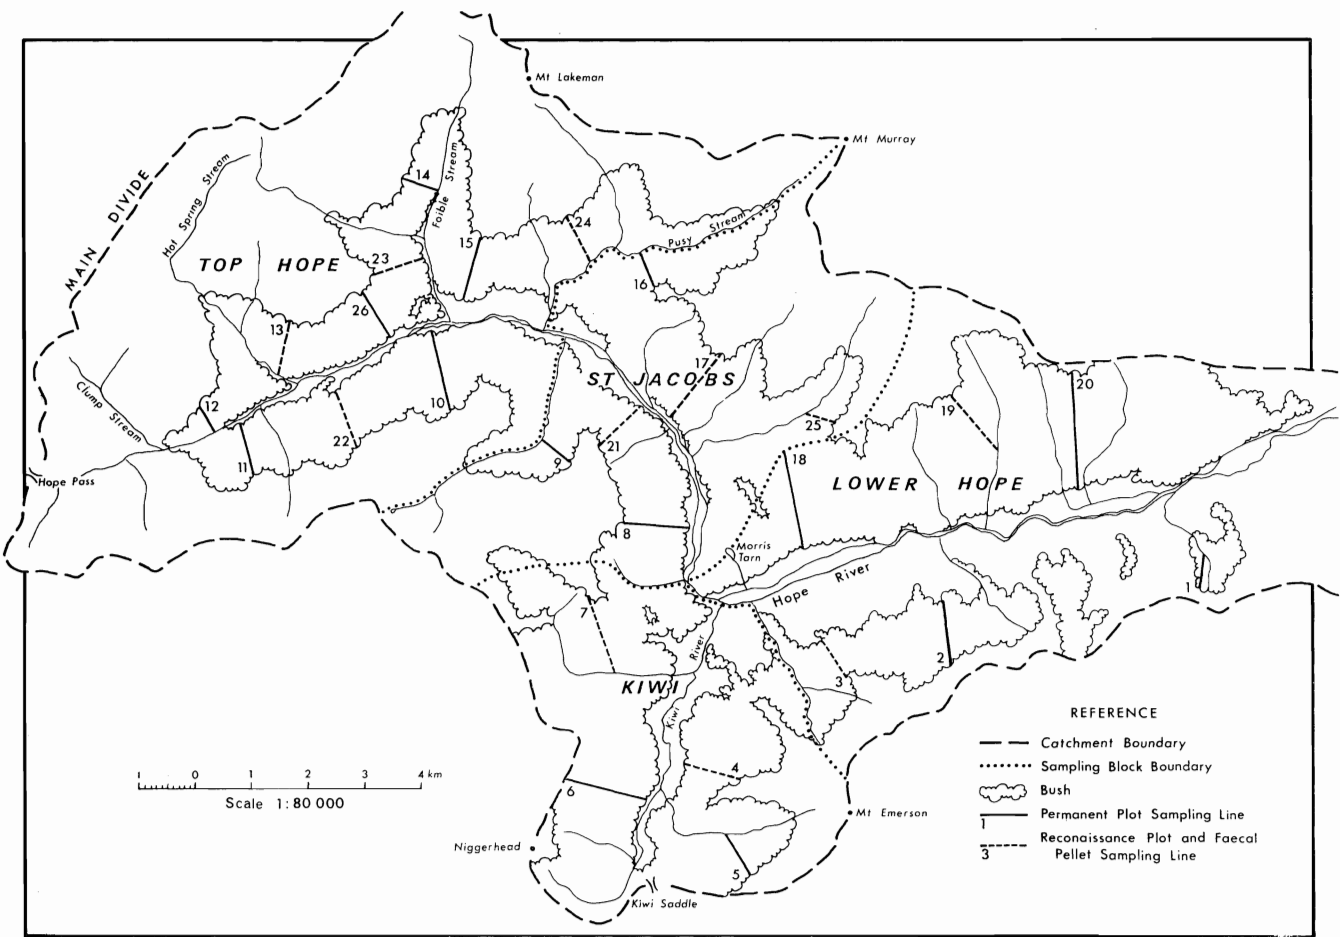 Mt Lakeman
Mt Murray
MAIN DIVIDE
Hot Spring Stream
Foible Stream
Pusy Stream
14
24
15
23
TOP HOPE
16
26
13
17
ST JACOBS
20
12
10
19
25
Clump Stream
22
21
11
9
18
Hope Pass
LOWER HOPE
8
Morris
Tarn
Hope River
1
7
2
River
3
KIWI
Kiwi
4
6
5
Mt Emerson
Niggerhead
Kiwi Saddle
1 0 1 2 3 4 km
Scale 1:80 000
REFERENCE
Catchment Boundary
Sampling Block Boundary
Bush
Permanent Plot Sampling Line
1
Reconaissance Plot and Faecal
3 Pellet Sampling Line